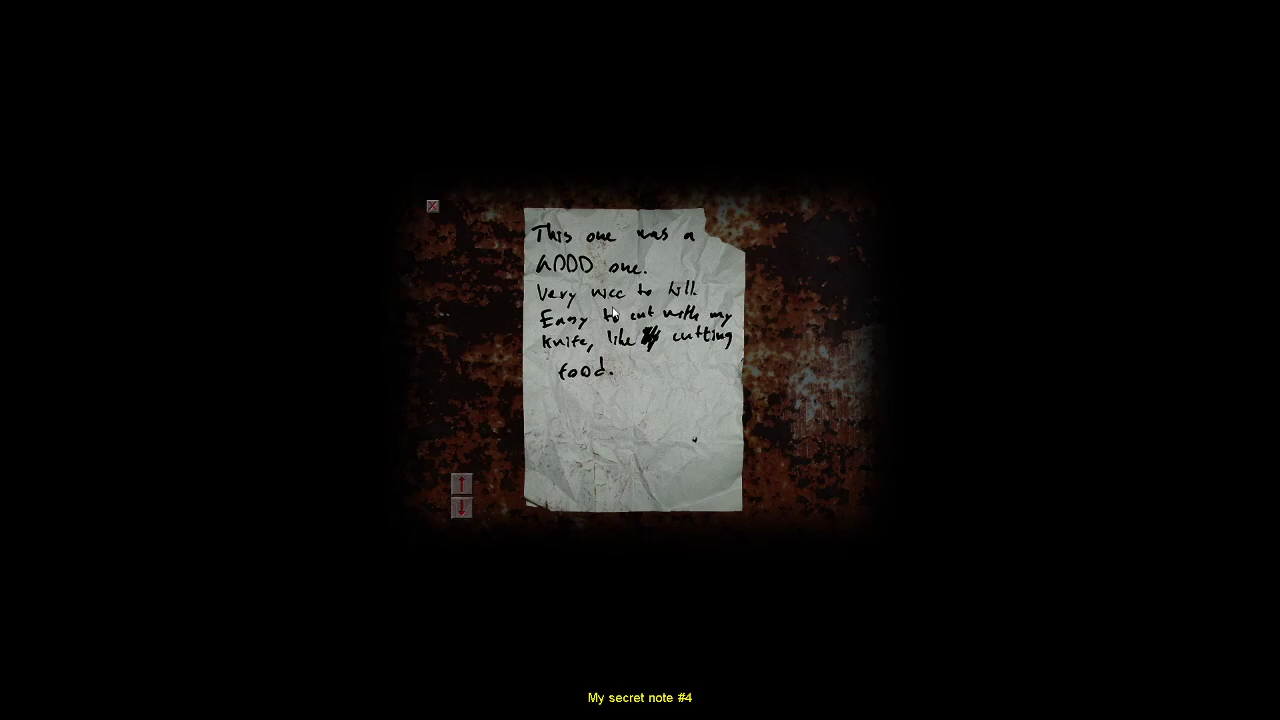 This one was a
GOOD one.
Very nice to kill
Easy to cut with my
knife, like cutting
food.
My secret note #4